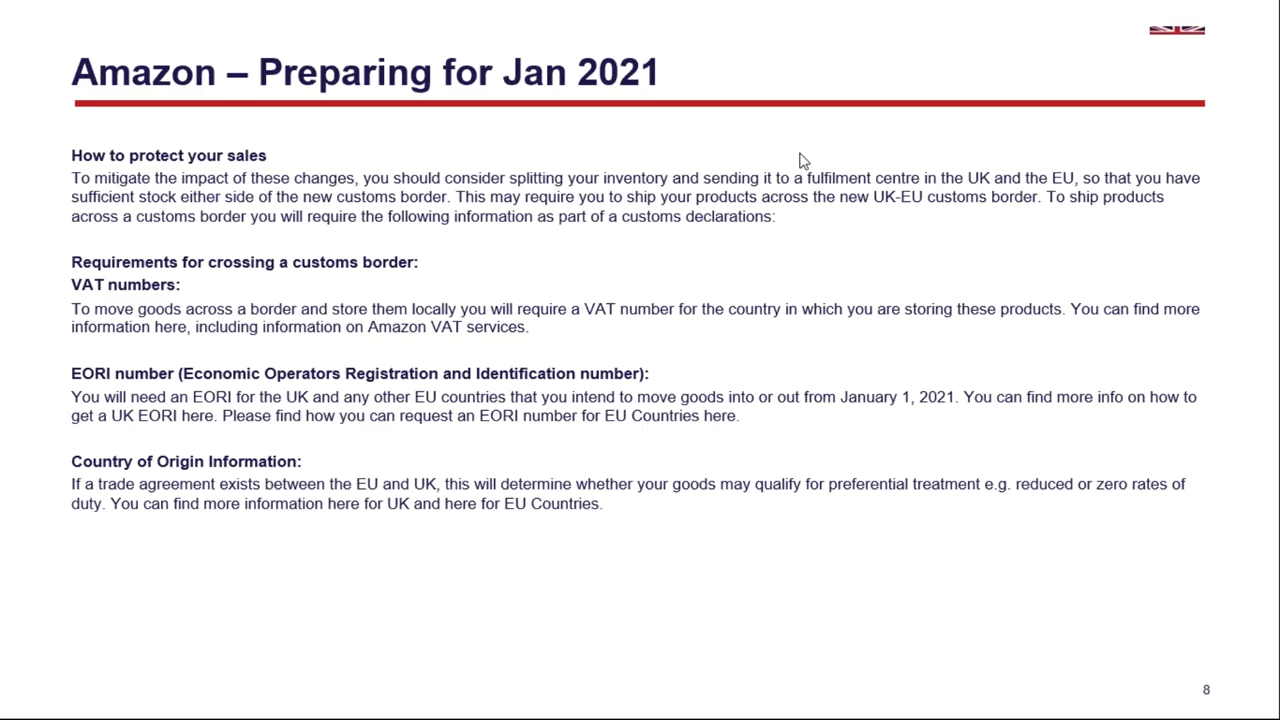 Amazon – Preparing for Jan 2021
How to protect your sales
To mitigate the impact of these changes, you should consider splitting your inventory and sending it to a fulfilment centre in the UK and the EU, so that you have
sufficient stock either side of the new customs border. This may require you to ship your products across the new UK-EU customs border. To ship products
across a customs border you will require the following information as part of a customs declarations:
Requirements for crossing a customs border:
VAT numbers:
To move goods across a border and store them locally you will require a VAT number for the country in which you are storing these products. You can find more
information here, including information on Amazon VAT services.
EORI number (Economic Operators Registration and Identification number):
You will need an EORI for the UK and any other EU countries that you intend to move goods into or out from January 1, 2021. You can find more info on how to
get a UK EORI here. Please find how you can request an EORI number for EU Countries here.
Country of Origin Information:
If a trade agreement exists between the EU and UK, this will determine whether your goods may qualify for preferential treatment e.g. reduced or zero rates of
duty. You can find more information here for UK and here for EU Countries.
8